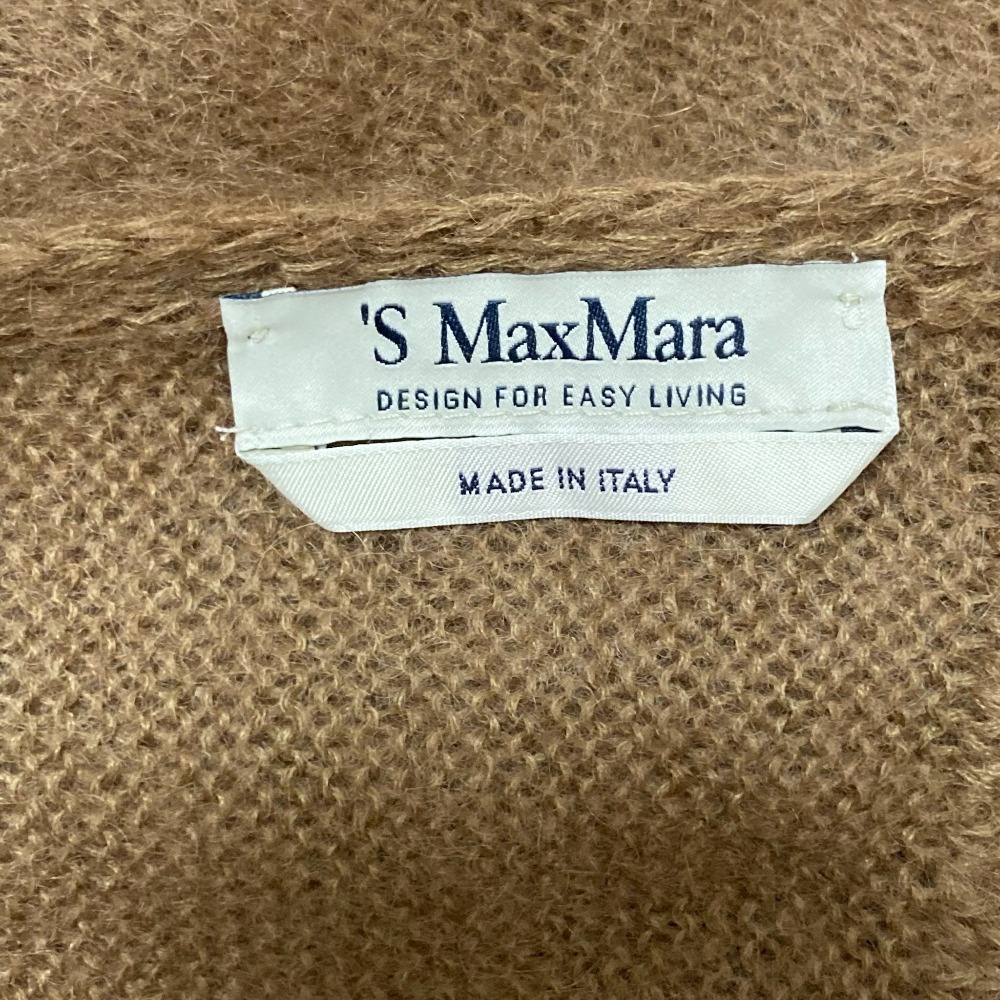 'S MaxMara
DESIGN FOR EASY LIVING
MADE IN ITALY